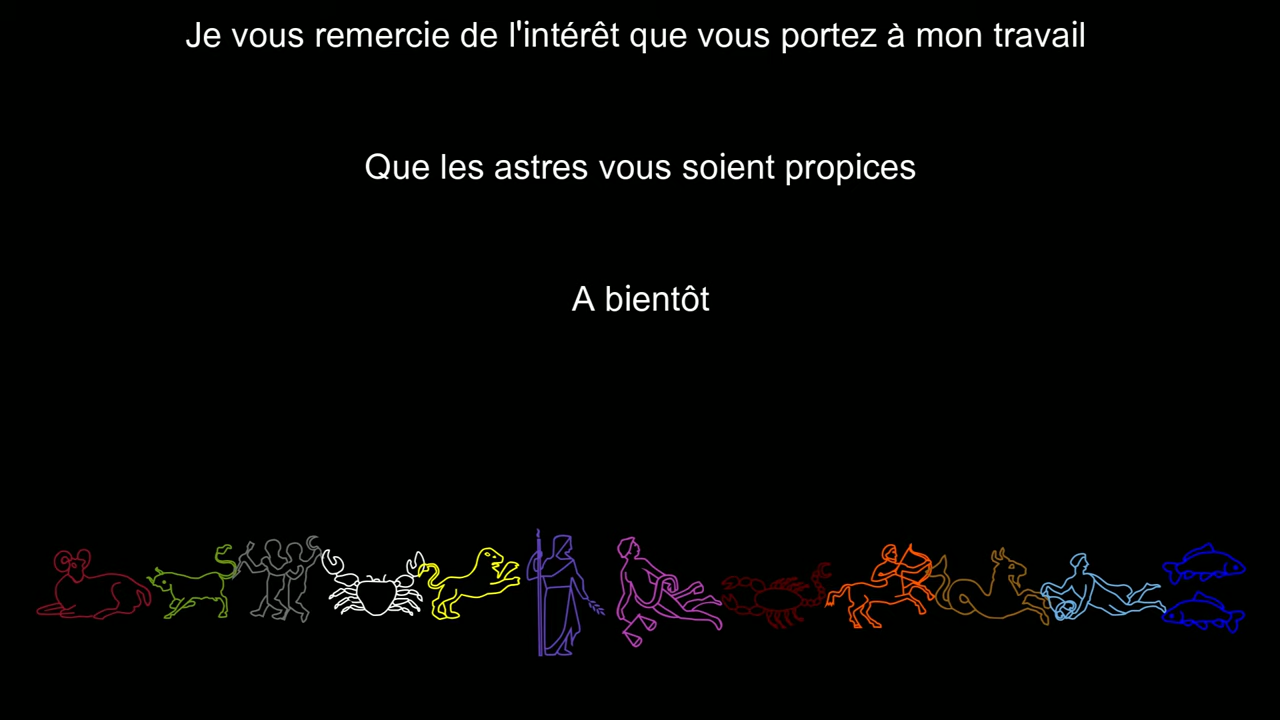 Je vous remercie de l'intérêt que vous portez à mon travail
Que les astres vous soient propices
A bientôt